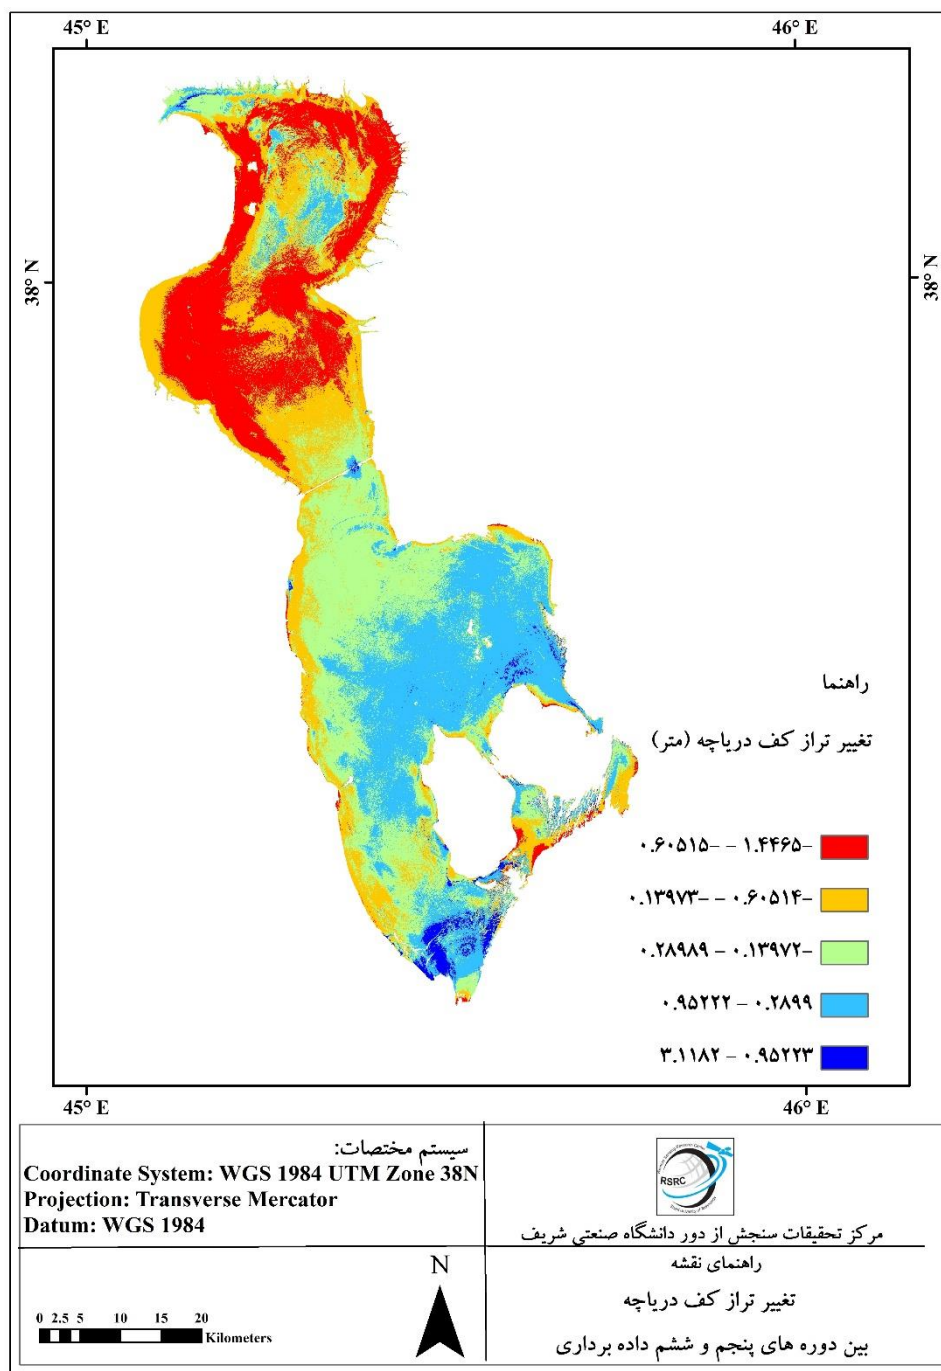 45° E
46° E
38° N
38° N
راهنما
تغییر تراز کف دریاچه (متر)
-۱.۴۴۶۵ - -۰.۶۰۵۱۵
-۰.۶۰۵۱۴ - -۰.۱۳۹۷۳
-۰.۱۳۹۷۲ - ۰.۲۸۹۸۹
۰.۲۸۹۹ - ۰.۹۵۲۲۲
۰.۹۵۲۲۳ - ۳.۱۱۸۲
45° E
46° E
سیستم مختصات:
Coordinate System: WGS 1984 UTM Zone 38N
Projection: Transverse Mercator
Datum: WGS 1984
N
0 2.5 5 10 15 20
Kilometers
RSRC
مرکز تحقیقات سنجش از دور دانشگاه صنعتی شریف
راهنمای نقشه
تغییر تراز کف دریاچه
بین دوره های پنجم و ششم داده برداری